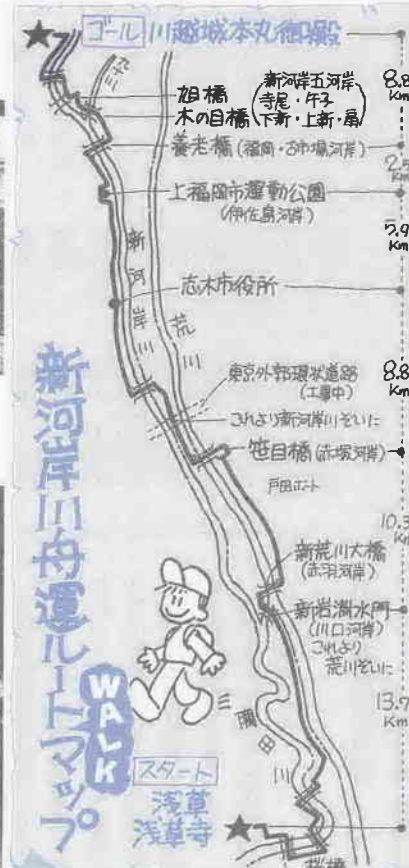 ゴール 川越城本丸御殿
旭橋
木の目橋
新河岸五河岸
寺尾・牛子
下新・上新・扇
8.8
Km
養老橋 (福岡・古市場河岸)
上福岡市運動公園
(伊佐島河岸)
5.9
Km
新河岸川
荒川
志木市役所
8.8
Km
東京外郭環状道路
(工事中)
これより新河岸川ぞいに
笹目橋 (赤塚河岸)
戸田ボート
10.3
Km
新荒川大橋
(赤羽河岸)
新岩淵水門
(川口河岸)
これより
荒川ぞいに
13.7
Km
隅田川
新河岸川舟運ルートマップ
WALK
スタート
浅草
浅草寺
桜橋